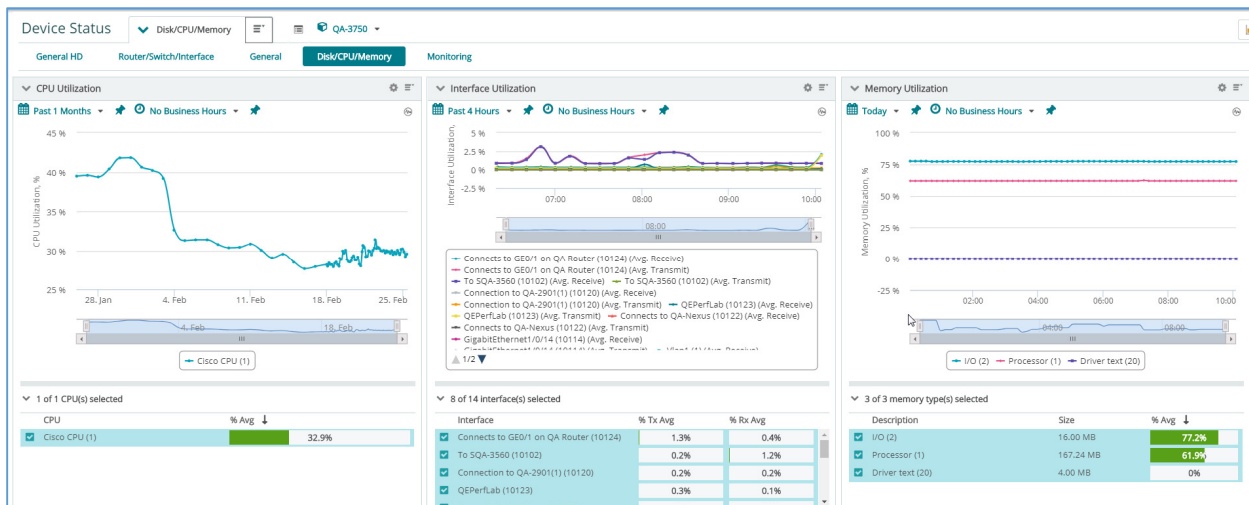 Device Status
Disk/CPU/Memory
QA-3750
General HD
Router/Switch/Interface
General
Disk/CPU/Memory
Monitoring
CPU Utilization
Past 1 Months
No Business Hours
45 %
40 %
35 %
30 %
25 %
CPU Utilization, %
28. Jan
4. Feb
11. Feb
18. Feb
25. Feb
4. Feb
18. Feb
Cisco CPU (1)
1 of 1 CPU(s) selected
CPU % Avg
Cisco CPU (1) 32.9%
Interface Utilization
Past 4 Hours
No Business Hours
5 %
2.5 %
0 %
-2.5 %
Interface Utilization,
07:00
08:00
09:00
10:00
08:00
Connects to GE0/1 on QA Router (10124) (Avg. Receive)
Connects to GE0/1 on QA Router (10124) (Avg. Transmit)
To SQA-3560 (10102) (Avg. Receive) To SQA-3560 (10102) (Avg. Transmit)
Connection to QA-2901(1) (10120) (Avg. Receive)
Connection to QA-2901(1) (10120) (Avg. Transmit) QEPerfLab (10123) (Avg. Receive)
QEPerfLab (10123) (Avg. Transmit) Connects to QA-Nexus (10122) (Avg. Receive)
Connects to QA-Nexus (10122) (Avg. Transmit)
GigabitEthernet1/0/14 (10114) (Avg. Receive)
GigabitEthernet1/0/14 (10114) (Avg. Transmit) Vlan1 (1) (Avg. Receive)
1/2
8 of 14 interface(s) selected
Interface % Tx Avg % Rx Avg
Connects to GE0/1 on QA Router (10124) 1.3% 0.4%
To SQA-3560 (10102) 0.2% 1.2%
Connection to QA-2901(1) (10120) 0.2% 0.2%
QEPerfLab (10123) 0.3% 0.1%
Memory Utilization
Today
No Business Hours
100 %
75 %
50 %
25 %
0 %
-25 %
Memory Utilization, %
02:00
04:00
06:00
08:00
10:00
04:00
08:00
I/O (2) Processor (1) Driver text (20)
3 of 3 memory type(s) selected
Description Size % Avg
I/O (2) 16.00 MB 77.2%
Processor (1) 167.24 MB 61.9%
Driver text (20) 4.00 MB 0%